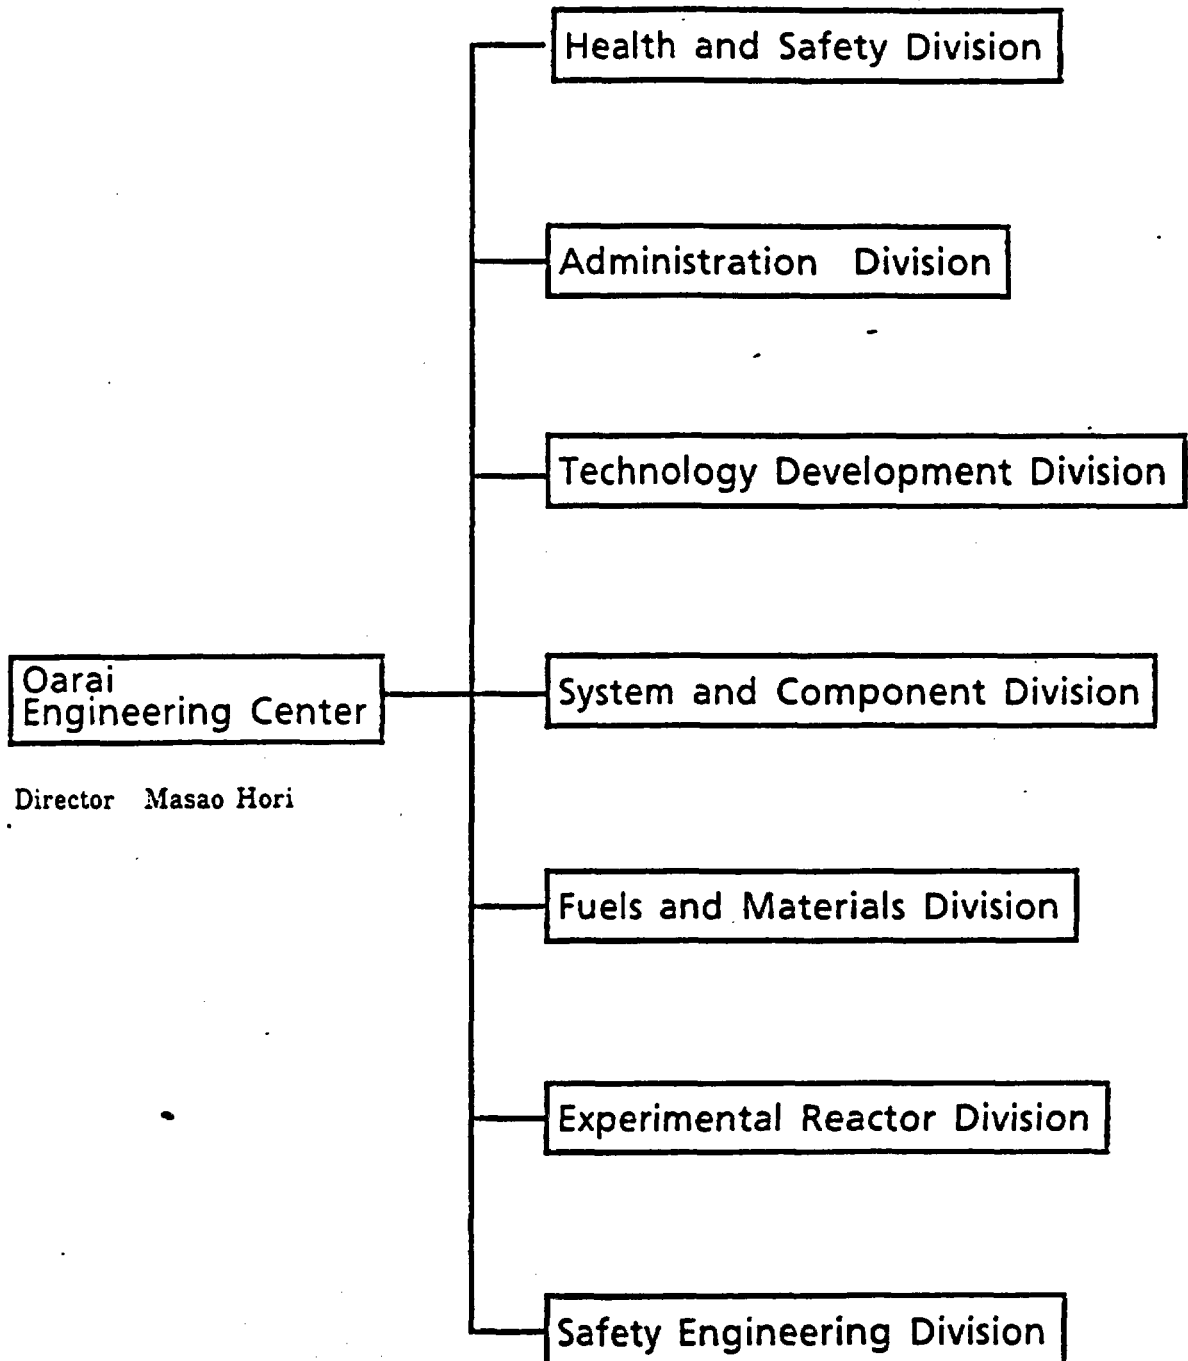 Health and Safety Division
Administration Division
Technology Development Division
Oarai
Engineering Center
System and Component Division
Director Masao Hori
Fuels and Materials Division
Experimental Reactor Division
Safety Engineering Division